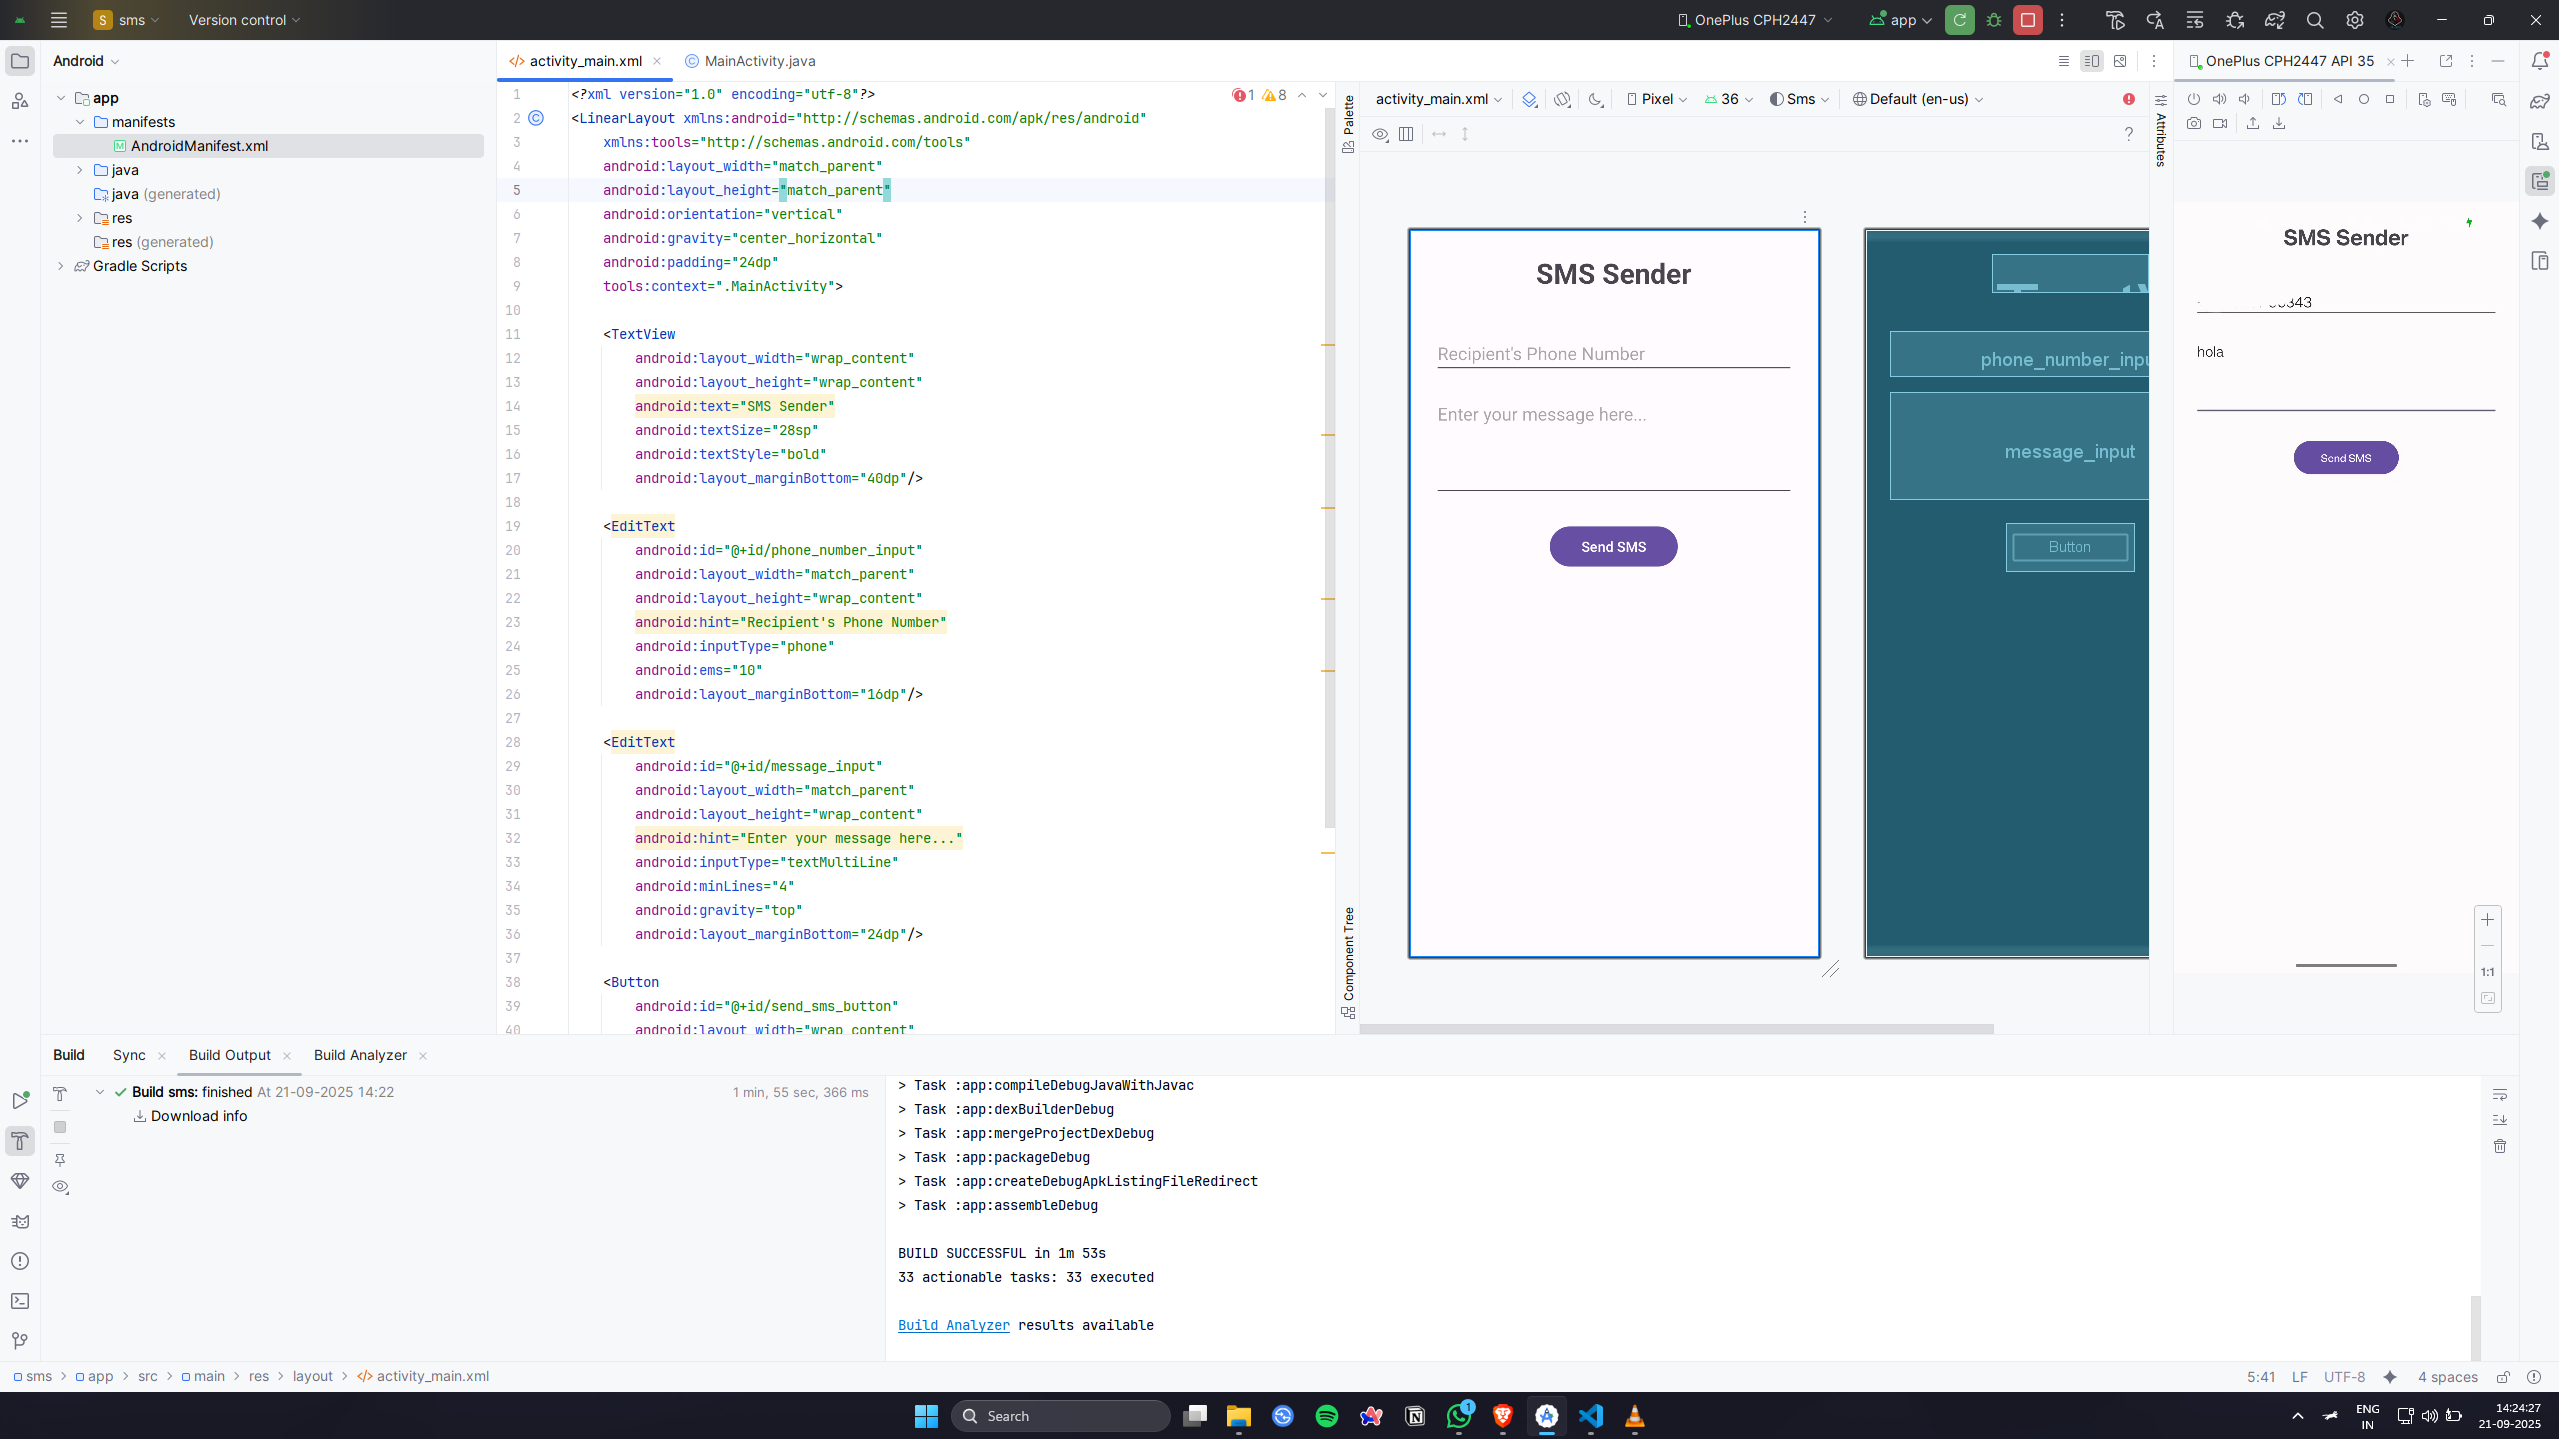 S sms
Version control
OnePlus CPH2447
app
Android
activity_main.xml
MainActivity.java
OnePlus CPH2447 API 35
app
manifests
AndroidManifest.xml
java
java (generated)
res
res (generated)
Gradle Scripts
1 8
1 <?xml version="1.0" encoding="utf-8"?>
2 <LinearLayout xmlns:android="http://schemas.android.com/apk/res/android"
3 xmlns:tools="http://schemas.android.com/tools"
4 android:layout_width="match_parent"
5 android:layout_height="match_parent"
6 android:orientation="vertical"
7 android:gravity="center_horizontal"
8 android:padding="24dp"
9 tools:context=".MainActivity">
10
11 <TextView
12 android:layout_width="wrap_content"
13 android:layout_height="wrap_content"
14 android:text="SMS Sender"
15 android:textSize="28sp"
16 android:textStyle="bold"
17 android:layout_marginBottom="40dp"/>
18
19 <EditText
20 android:id="@+id/phone_number_input"
21 android:layout_width="match_parent"
22 android:layout_height="wrap_content"
23 android:hint="Recipient's Phone Number"
24 android:inputType="phone"
25 android:ems="10"
26 android:layout_marginBottom="16dp"/>
27
28 <EditText
29 android:id="@+id/message_input"
30 android:layout_width="match_parent"
31 android:layout_height="wrap_content"
32 android:hint="Enter your message here..."
33 android:inputType="textMultiLine"
34 android:minLines="4"
35 android:gravity="top"
36 android:layout_marginBottom="24dp"/>
37
38 <Button
39 android:id="@+id/send_sms_button"
40 android:layout_width="wrap_content"
Palette
Component Tree
activity_main.xml
Pixel
36
Sms
Default (en-us)
?
Attributes
SMS Sender
Recipient's Phone Number
Enter your message here...
Send SMS
phone_number_inpu
message_input
Button
SMS Sender
hola
Send SMS
1:1
Build
Sync
Build Output
Build Analyzer
Build sms: finished At 21-09-2025 14:22
1 min, 55 sec, 366 ms
Download info
> Task :app:compileDebugJavaWithJavac
> Task :app:dexBuilderDebug
> Task :app:mergeProjectDexDebug
> Task :app:packageDebug
> Task :app:createDebugApkListingFileRedirect
> Task :app:assembleDebug
BUILD SUCCESSFUL in 1m 53s
33 actionable tasks: 33 executed
Build Analyzer results available
sms > app > src > main > res > layout > activity_main.xml
5:41
LF
UTF-8
4 spaces
Search
1
ENG
IN
14:24:27
21-09-2025